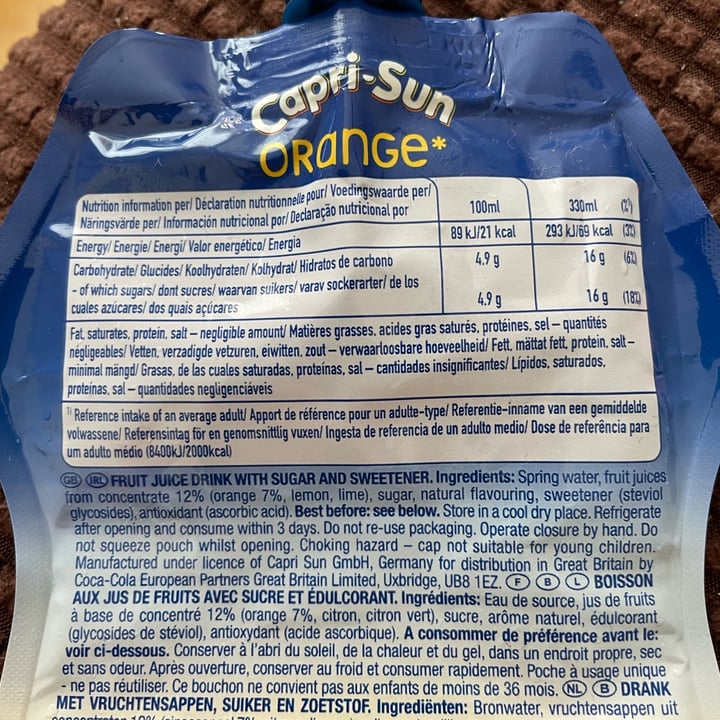 Capri-Sun
ORANGE*
Nutrition information per/ Déclaration nutritionnelle pour/ Voedingswaarde per/
Näringsvärde per/ Información nutricional por/ Declaração nutricional por
100ml 330ml (%¹)
Energy/ Energie/ Energi/ Valor energético/ Energia 89 kJ/21 kcal 293 kJ/69 kcal (3%)
Carbohydrate/ Glucides/ Koolhydraten/ Kolhydrat/ Hidratos de carbono 4.9 g 16 g (6%)
- of which sugars/ dont sucres/ waarvan suikers/ varav sockerarter/ de los
cuales azúcares/ dos quais açúcares 4.9 g 16 g (18%)
Fat, saturates, protein, salt – negligible amount/ Matières grasses, acides gras saturés, protéines, sel – quantités
négligeables/ Vetten, verzadigde vetzuren, eiwitten, zout – verwaarloosbare hoeveelheid/ Fett, mättat fett, protein, salt –
minimal mängd/ Grasas, de las cuales saturadas, proteínas, sal – cantidades insignificantes/ Lípidos, saturados,
proteínas, sal – quantidades negligenciáveis
¹⁾ Reference intake of an average adult/ Apport de référence pour un adulte-type/ Referentie-inname van een gemiddelde
volwassene/ Referensintag för en genomsnittlig vuxen/ Ingesta de referencia de un adulto medio/ Dose de referência para
um adulto médio (8400kJ/2000kcal)
GB IRL FRUIT JUICE DRINK WITH SUGAR AND SWEETENER. Ingredients: Spring water, fruit juices
from concentrate 12% (orange 7%, lemon, lime), sugar, natural flavouring, sweetener (steviol
glycosides), antioxidant (ascorbic acid). Best before: see below. Store in a cool dry place. Refrigerate
after opening and consume within 3 days. Do not re-use packaging. Operate closure by hand. Do
not squeeze pouch whilst opening. Choking hazard – cap not suitable for young children.
Manufactured under licence of Capri Sun GmbH, Germany for distribution in Great Britain by
Coca-Cola European Partners Great Britain Limited, Uxbridge, UB8 1EZ. F B L BOISSON
AUX JUS DE FRUITS AVEC SUCRE ET ÉDULCORANT. Ingrédients: Eau de source, jus de fruits
à base de concentré 12% (orange 7%, citron, citron vert), sucre, arôme naturel, édulcorant
(glycosides de stéviol), antioxydant (acide ascorbique). A consommer de préférence avant le:
voir ci-dessous. Conserver à l'abri du soleil, de la chaleur et du gel, dans un endroit propre, sec
et sans odeur. Après ouverture, conserver au froid et consumer rapidement. Poche à usage unique
- ne pas réutiliser. Ce bouchon ne convient pas aux enfants de moins de 36 mois. NL B DRANK
MET VRUCHTENSAPPEN, SUIKER EN ZOETSTOF. Ingrediënten: Bronwater, vruchtensappen uit